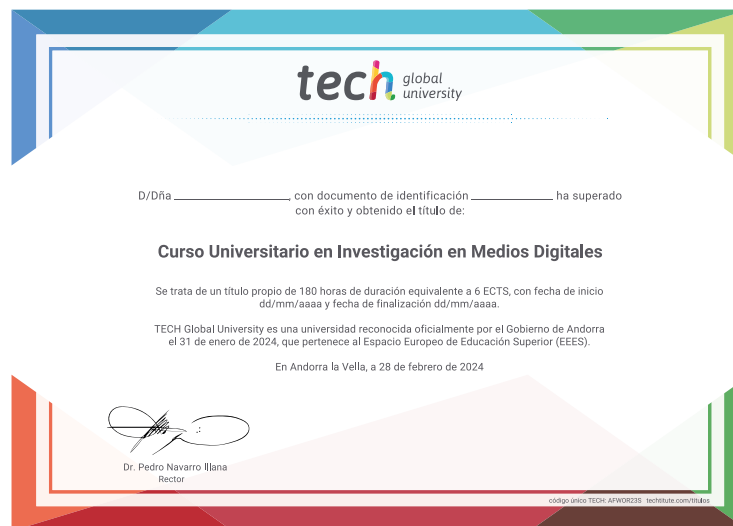 tech global university
D/Dña ____________, con documento de identificación ____________ ha superado
con éxito y obtenido el título de:
Curso Universitario en Investigación en Medios Digitales
Se trata de un título propio de 180 horas de duración equivalente a 6 ECTS, con fecha de inicio
dd/mm/aaaa y fecha de finalización dd/mm/aaaa.
TECH Global University es una universidad reconocida oficialmente por el Gobierno de Andorra
el 31 de enero de 2024, que pertenece al Espacio Europeo de Educación Superior (EEES).
En Andorra la Vella, a 28 de febrero de 2024
Dr. Pedro Navarro Illana
Rector
código único TECH: AFWOR23S techtitute.com/titulos